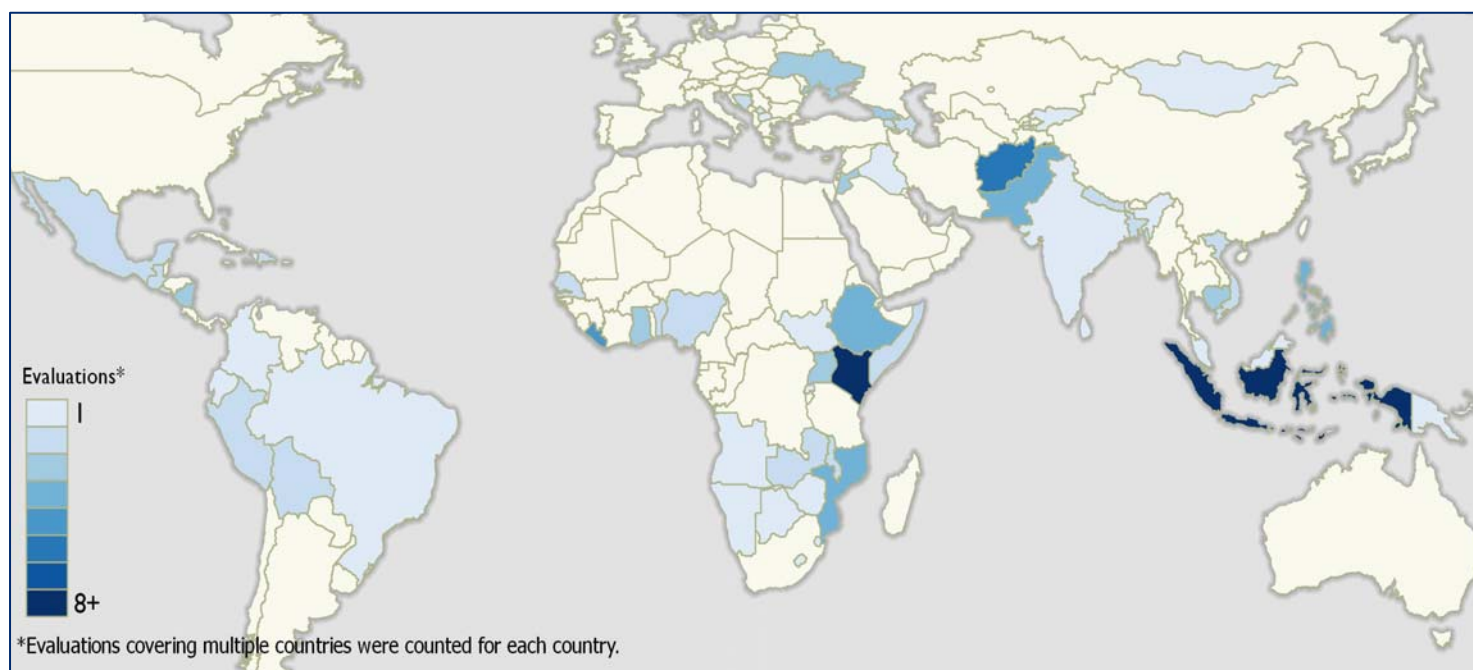 Evaluations*
1
8+
*Evaluations covering multiple countries were counted for each country.